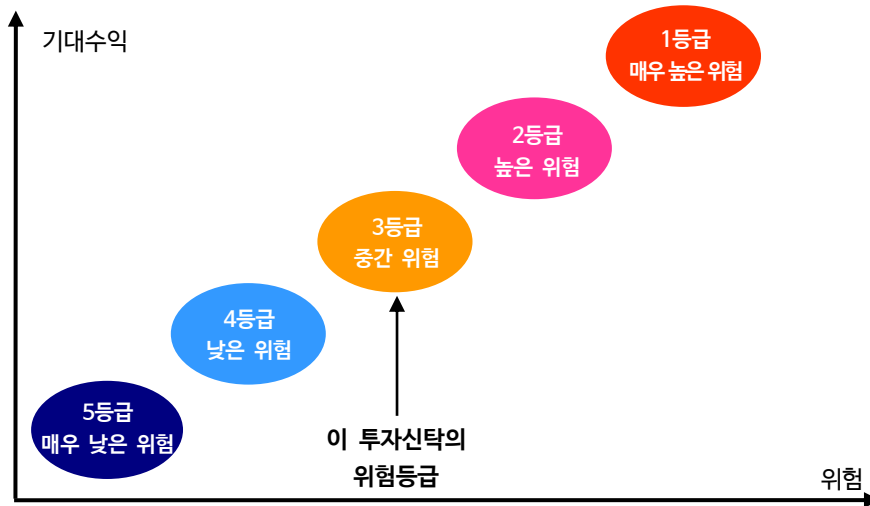 기대수익
1등급
매우 높은 위험
2등급
높은 위험
3등급
중간 위험
4등급
낮은 위험
5등급
매우 낮은 위험
이 투자신탁의
위험등급
위험